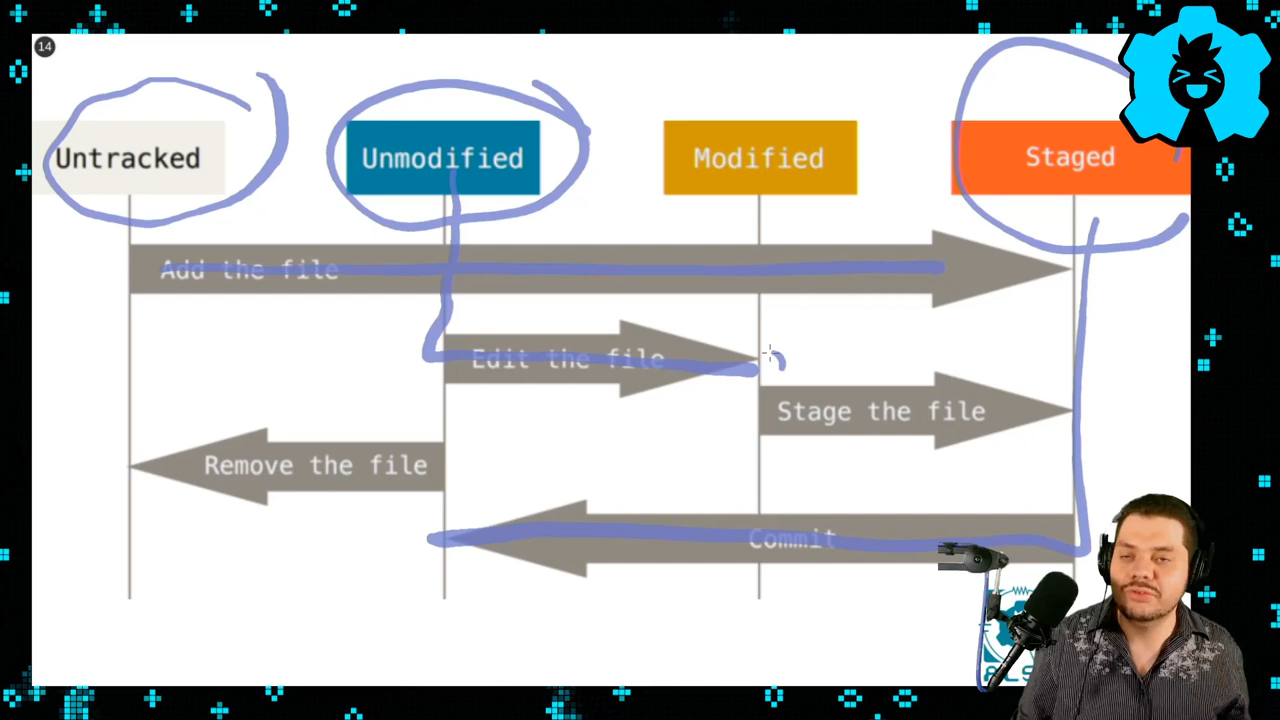 14
Untracked
Unmodified
Modified
Staged
Add the file
Edit the file
Stage the file
Remove the file
Commit